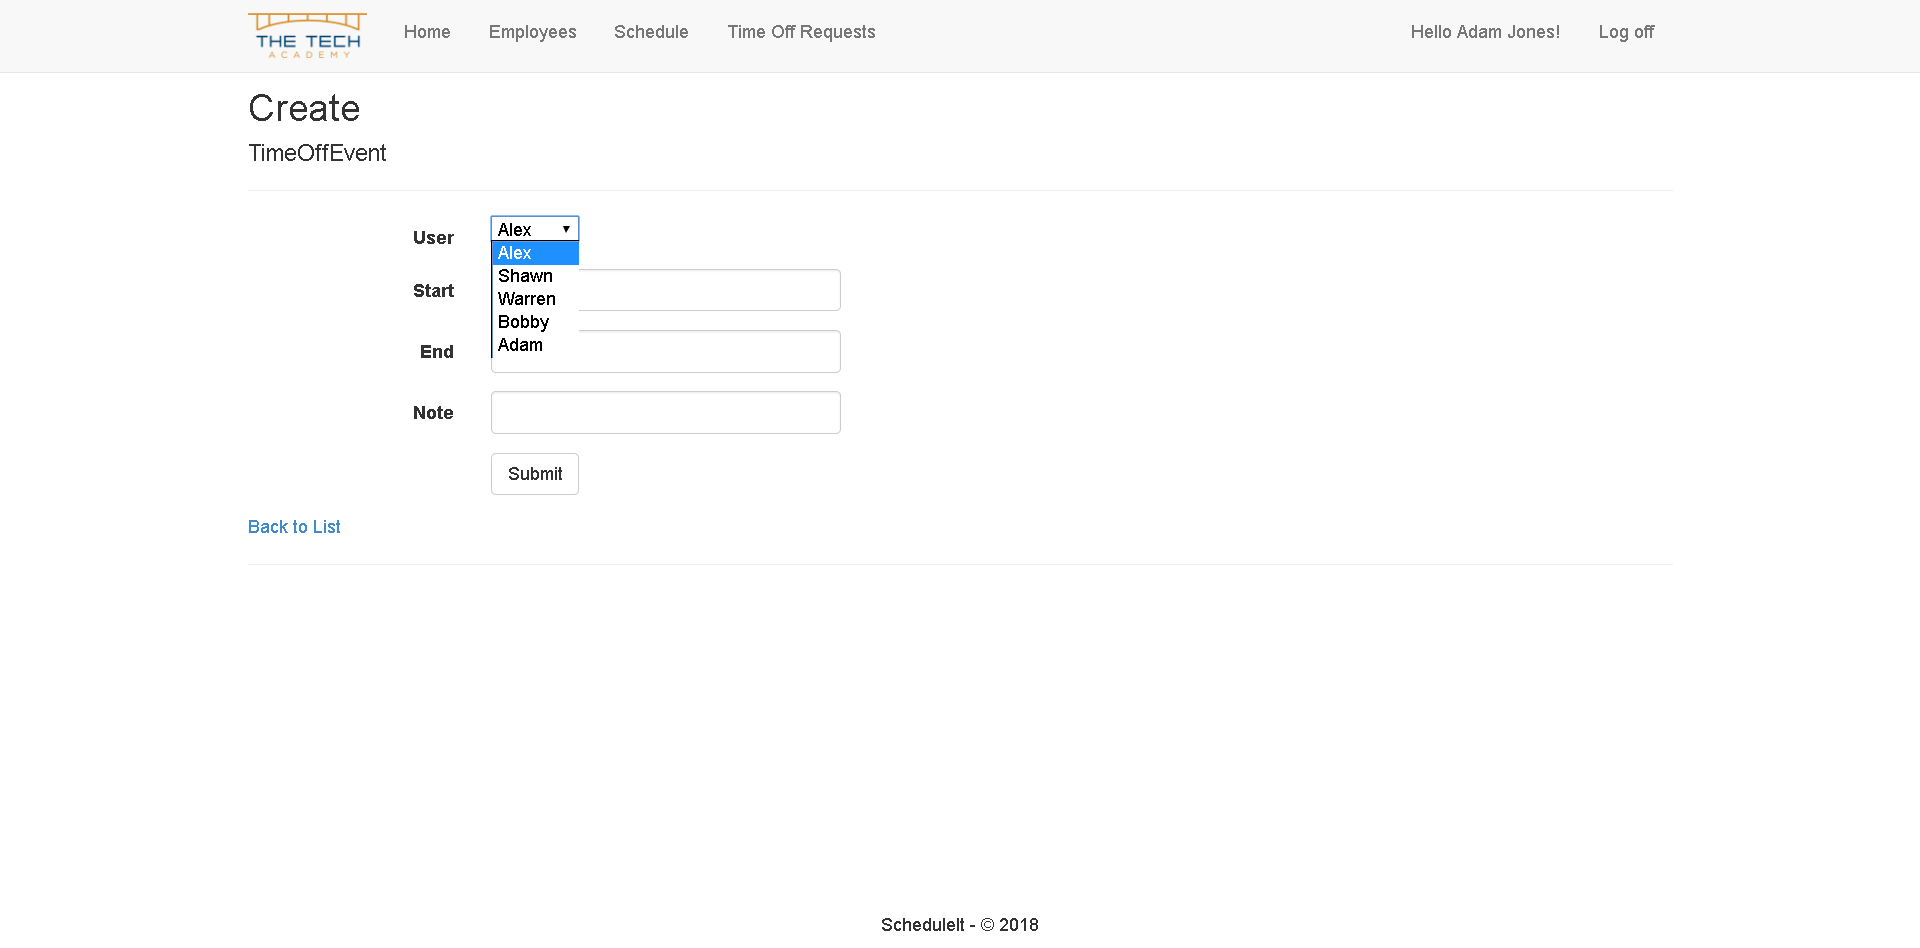 THE TECH
ACADEMY
Home Employees Schedule Time Off Requests Hello Adam Jones! Log off
Create
TimeOffEvent
User Alex
Alex
Shawn
Start
Warren
Bobby
Adam
End
Note
Submit
Back to List
ScheduleIt - © 2018